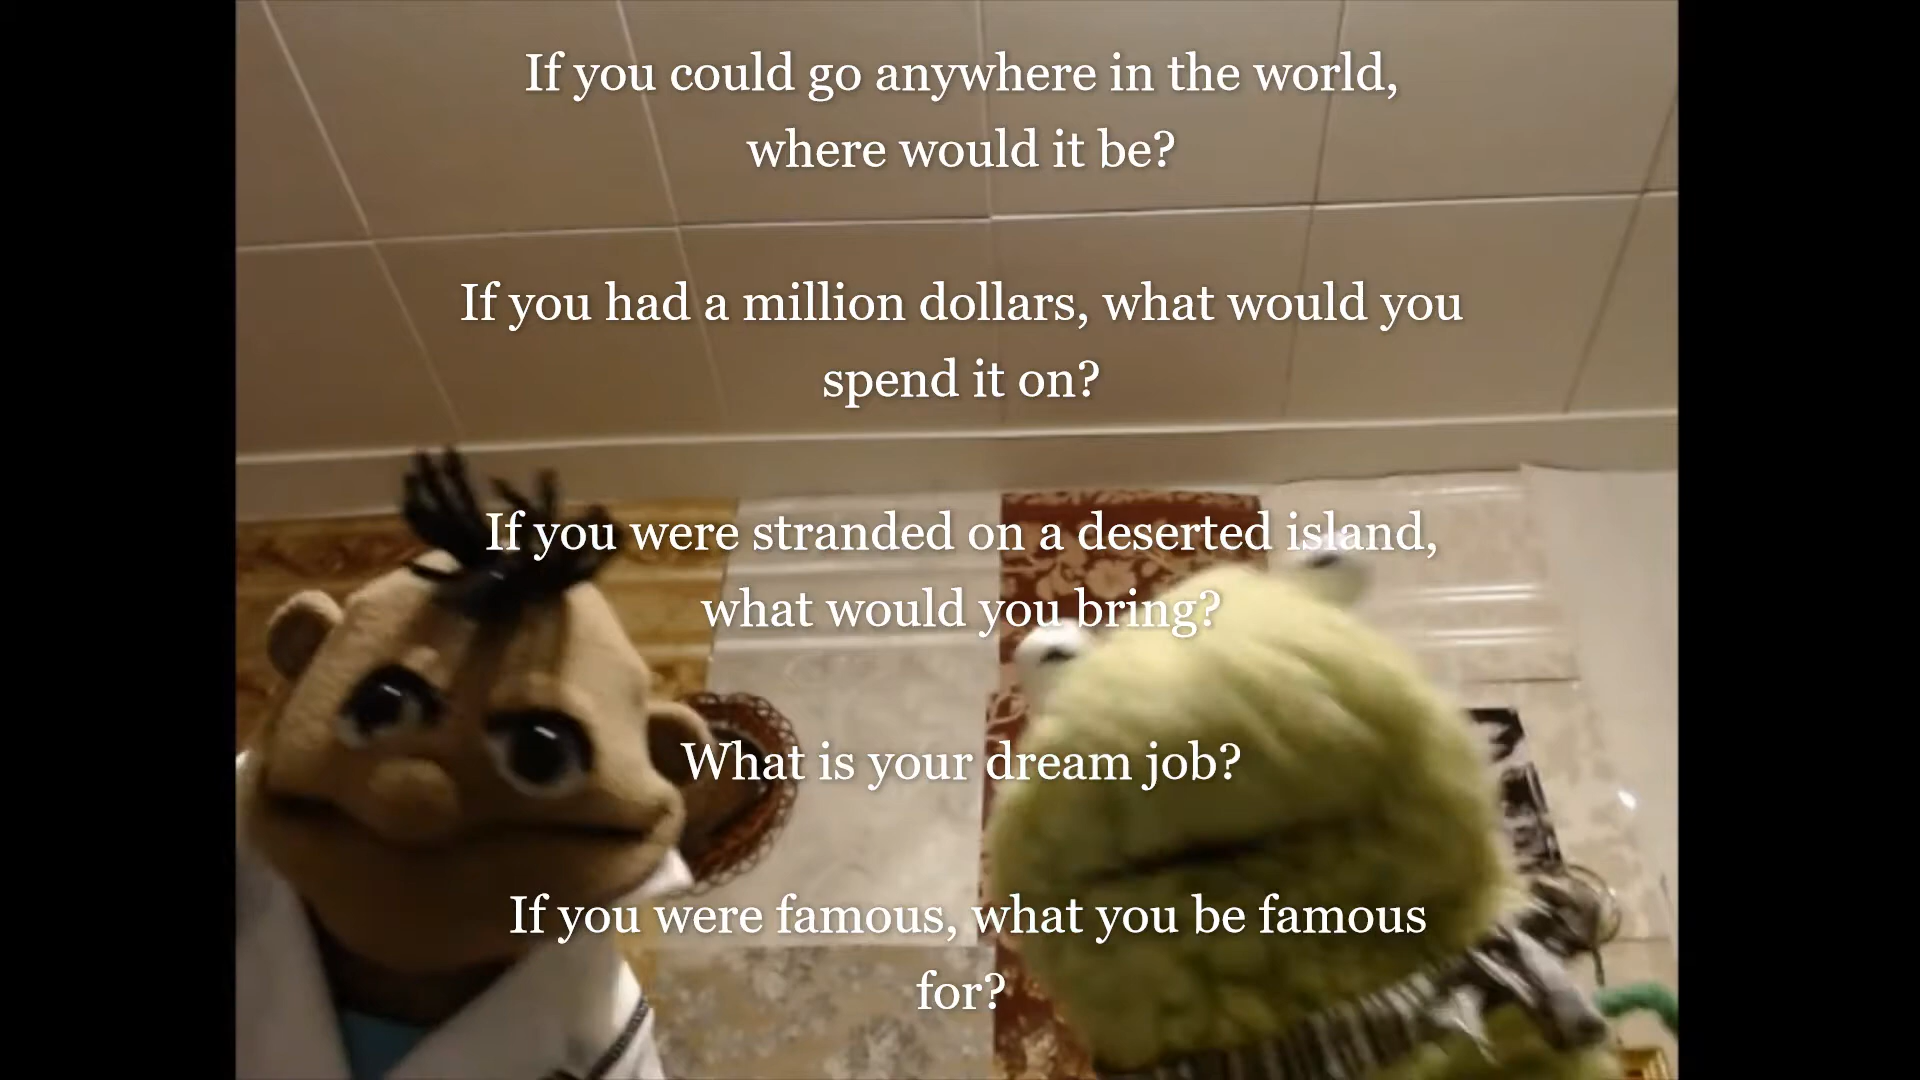 If you could go anywhere in the world,
where would it be?
If you had a million dollars, what would you
spend it on?
If you were stranded on a deserted island,
what would you bring?
What is your dream job?
If you were famous, what you be famous
for?